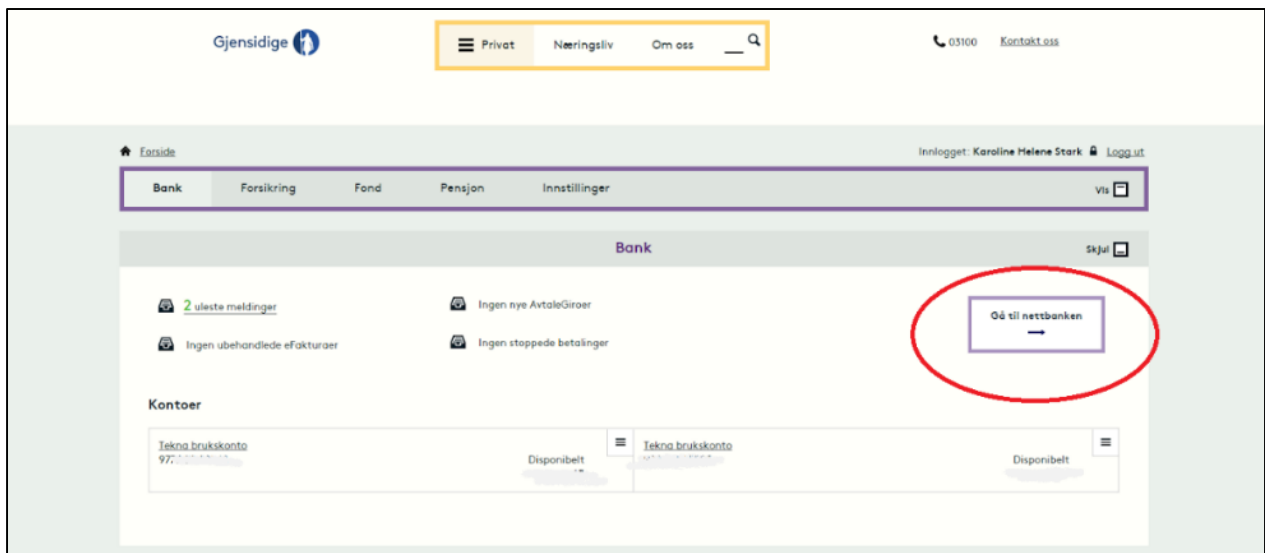 Gjensidige
Privat Næringsliv Om oss
03100 Kontakt oss
Forside
Innlogget: Karoline Helene Stark Logg ut
Bank Forsikring Fond Pensjon Innstillinger Vis
Bank Skjul
2 uleste meldinger Ingen nye AvtaleGiroer
Gå til nettbanken
Ingen ubehandlede eFakturaer Ingen stoppede betalinger
Kontoer
Tekna brukskonto Tekna brukskonto
Disponibelt Disponibelt